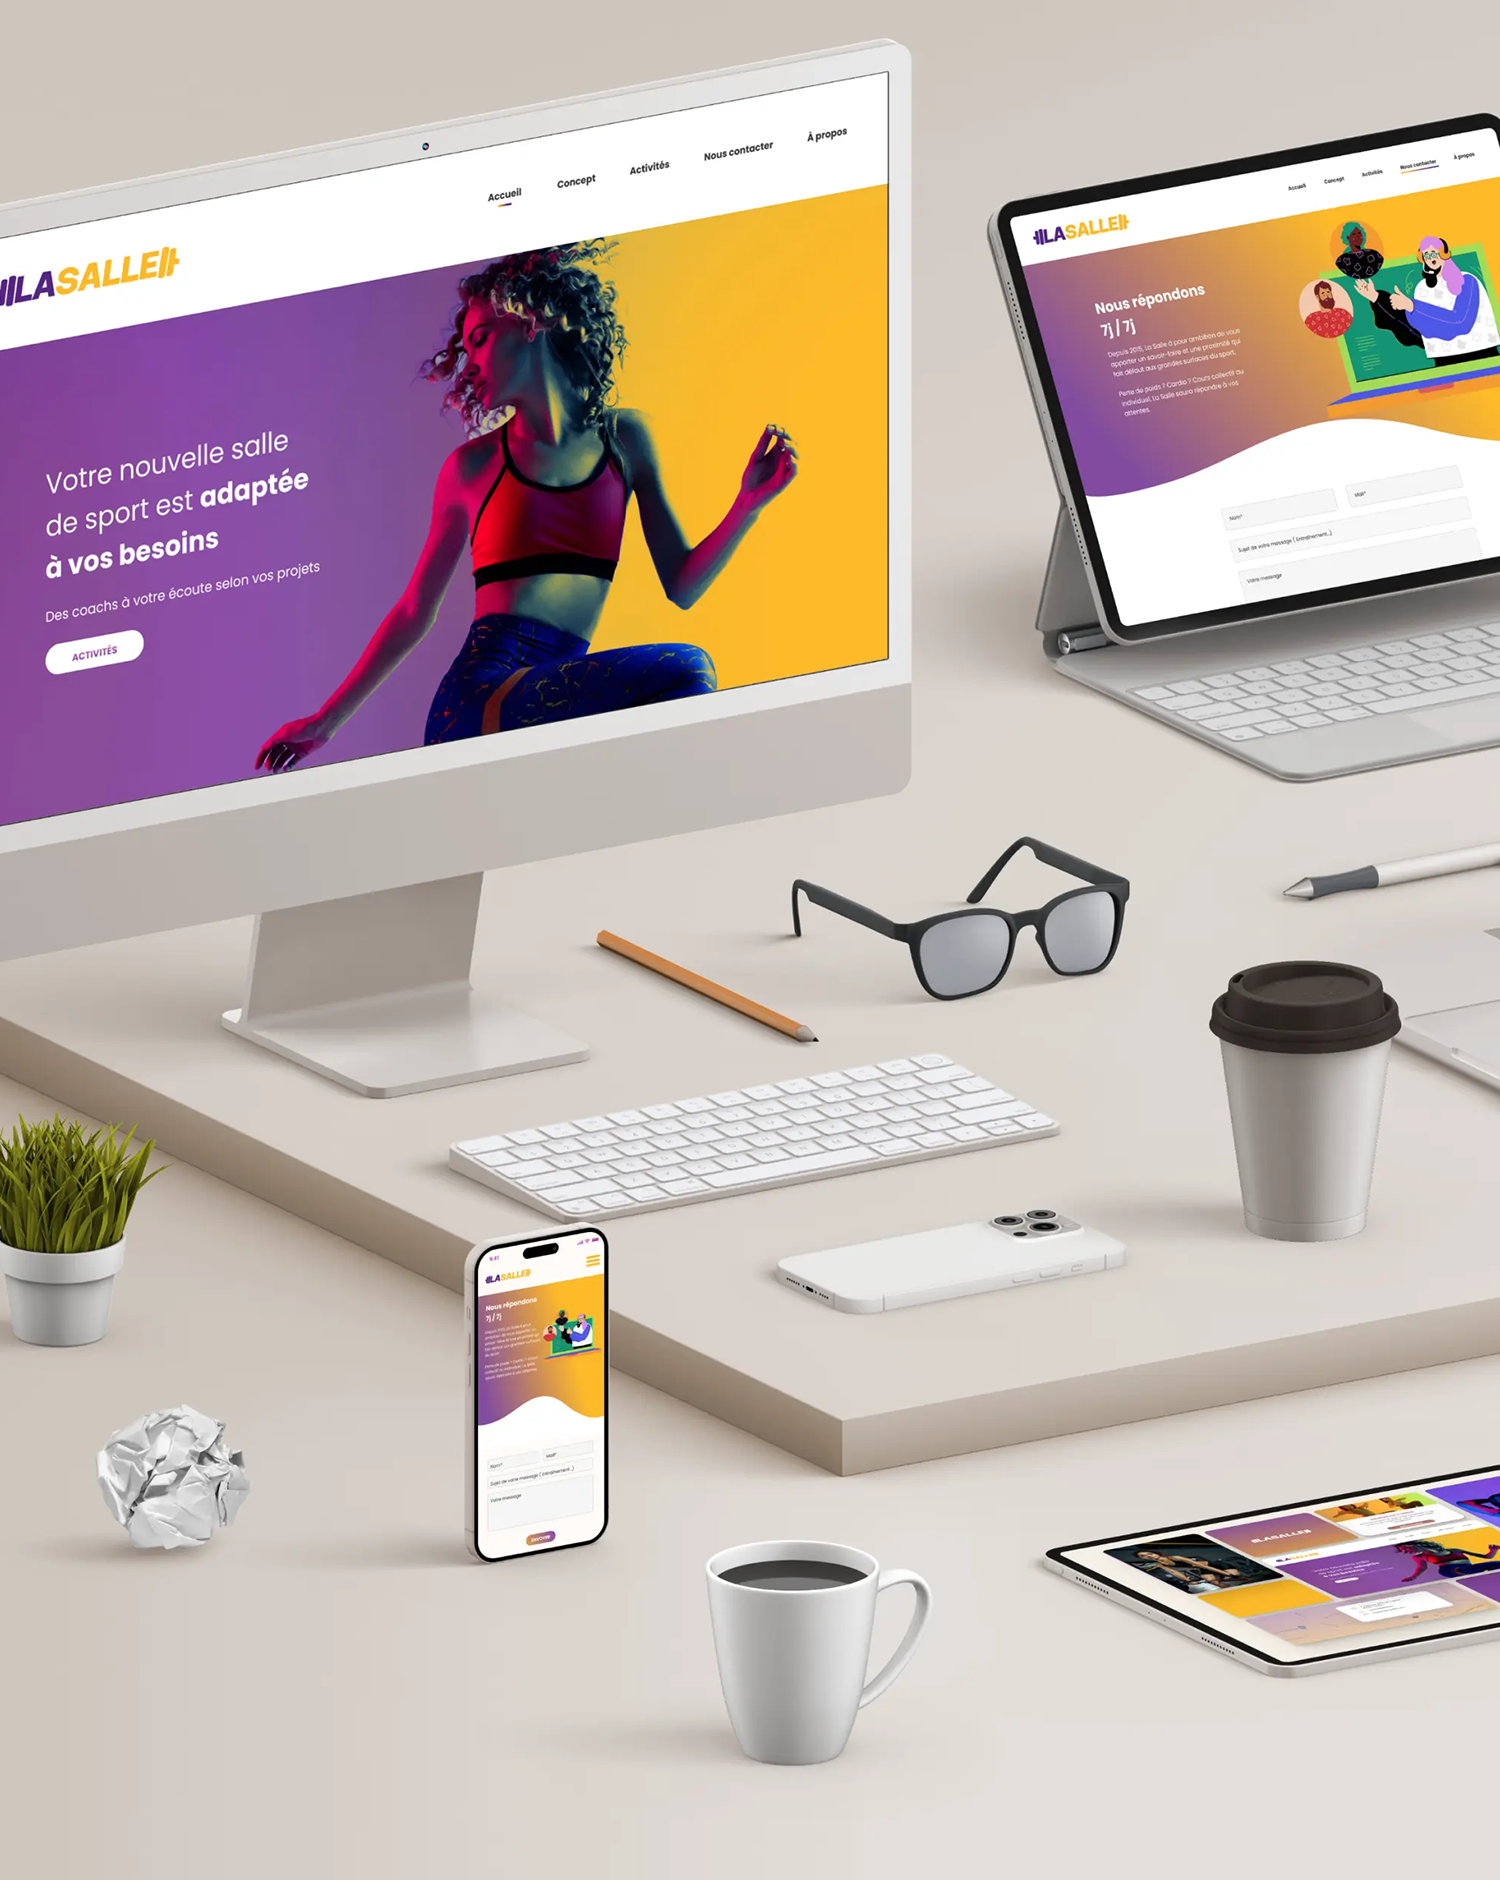 Accueil
Concept
Activités
Nous contacter
À propos
LASALLE
Votre nouvelle salle
de sport est adaptée
à vos besoins
Des coachs à votre écoute selon vos projets
ACTIVITÉS
Accueil
Concept
Activités
Nous contacter
À propos
LASALLE
Nous répondons
7j / 7j
Depuis 2015, La Salle a pour ambition de vous
apporter un savoir-faire et une proximité qui
fait défaut aux grandes surfaces du sport.
Perte de poids ? Cardio ? Cours collectif ou
individuel, La Salle saura répondre à vos
attentes.
Nom*
Mail*
Sujet de votre message ( Entraînement...)
Votre message
9:41
LASALLE
Nous répondons
7j / 7j
Nom*
Mail*
Sujet de votre message ( Entraînement...)
Votre message
ENVOYER
LASALLE
LASALLE